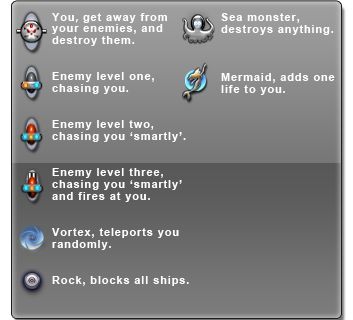 You, get away from
your enemies, and
destroy them.
Enemy level one,
chasing you.
Enemy level two,
chasing you ‘smartly’.
Enemy level three,
chasing you ‘smartly’
and fires at you.
Vortex, teleports you
randomly.
Rock, blocks all ships.
Sea monster,
destroys anything.
Mermaid, adds one
life to you.